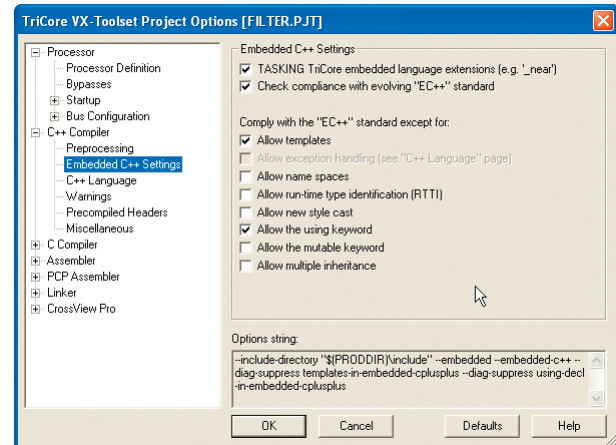 TriCore VX-Toolset Project Options [FILTER.PJT]
Processor
Processor Definition
Bypasses
Startup
Bus Configuration
C++ Compiler
Preprocessing
Embedded C++ Settings
C++ Language
Warnings
Precompiled Headers
Miscellaneous
C Compiler
Assembler
PCP Assembler
Linker
CrossView Pro
Embedded C++ Settings
TASKING TriCore embedded language extensions (e.g. '_near')
Check compliance with evolving "EC++" standard
Comply with the "EC++" standard except for:
Allow templates
Allow exception handling (see "C++ Language" page)
Allow name spaces
Allow run-time type identification (RTTI)
Allow new style cast
Allow the using keyword
Allow the mutable keyword
Allow multiple inheritance
Options string:
--include-directory "$(PRODDIR)\include" --embedded --embedded-c++ --
diag-suppress templates-in-embedded-cplusplus --diag-suppress using-decl
-in-embedded-cplusplus
OK
Cancel
Defaults
Help